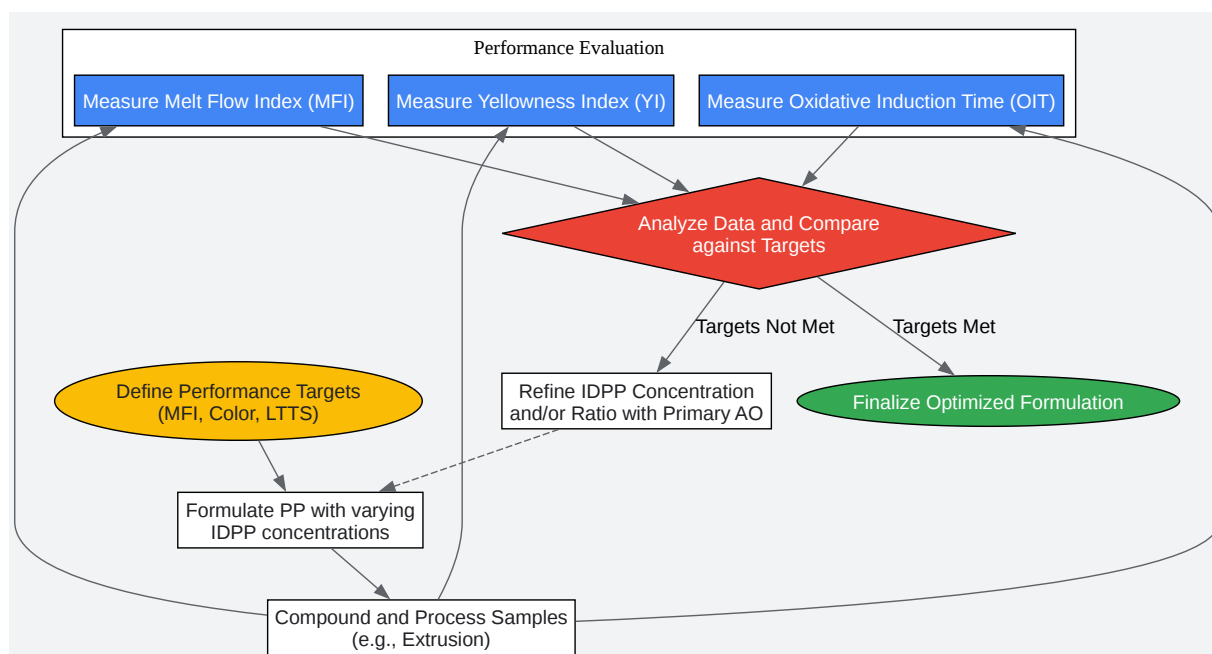 Performance Evaluation
Measure Melt Flow Index (MFI)
Measure Yellowness Index (YI)
Measure Oxidative Induction Time (OIT)
Analyze Data and Compare
against Targets
Targets Not Met
Targets Met
Define Performance Targets
(MFI, Color, LTTS)
Refine IDPP Concentration
and/or Ratio with Primary AO
Finalize Optimized Formulation
Formulate PP with varying
IDPP concentrations
Compound and Process Samples
(e.g., Extrusion)